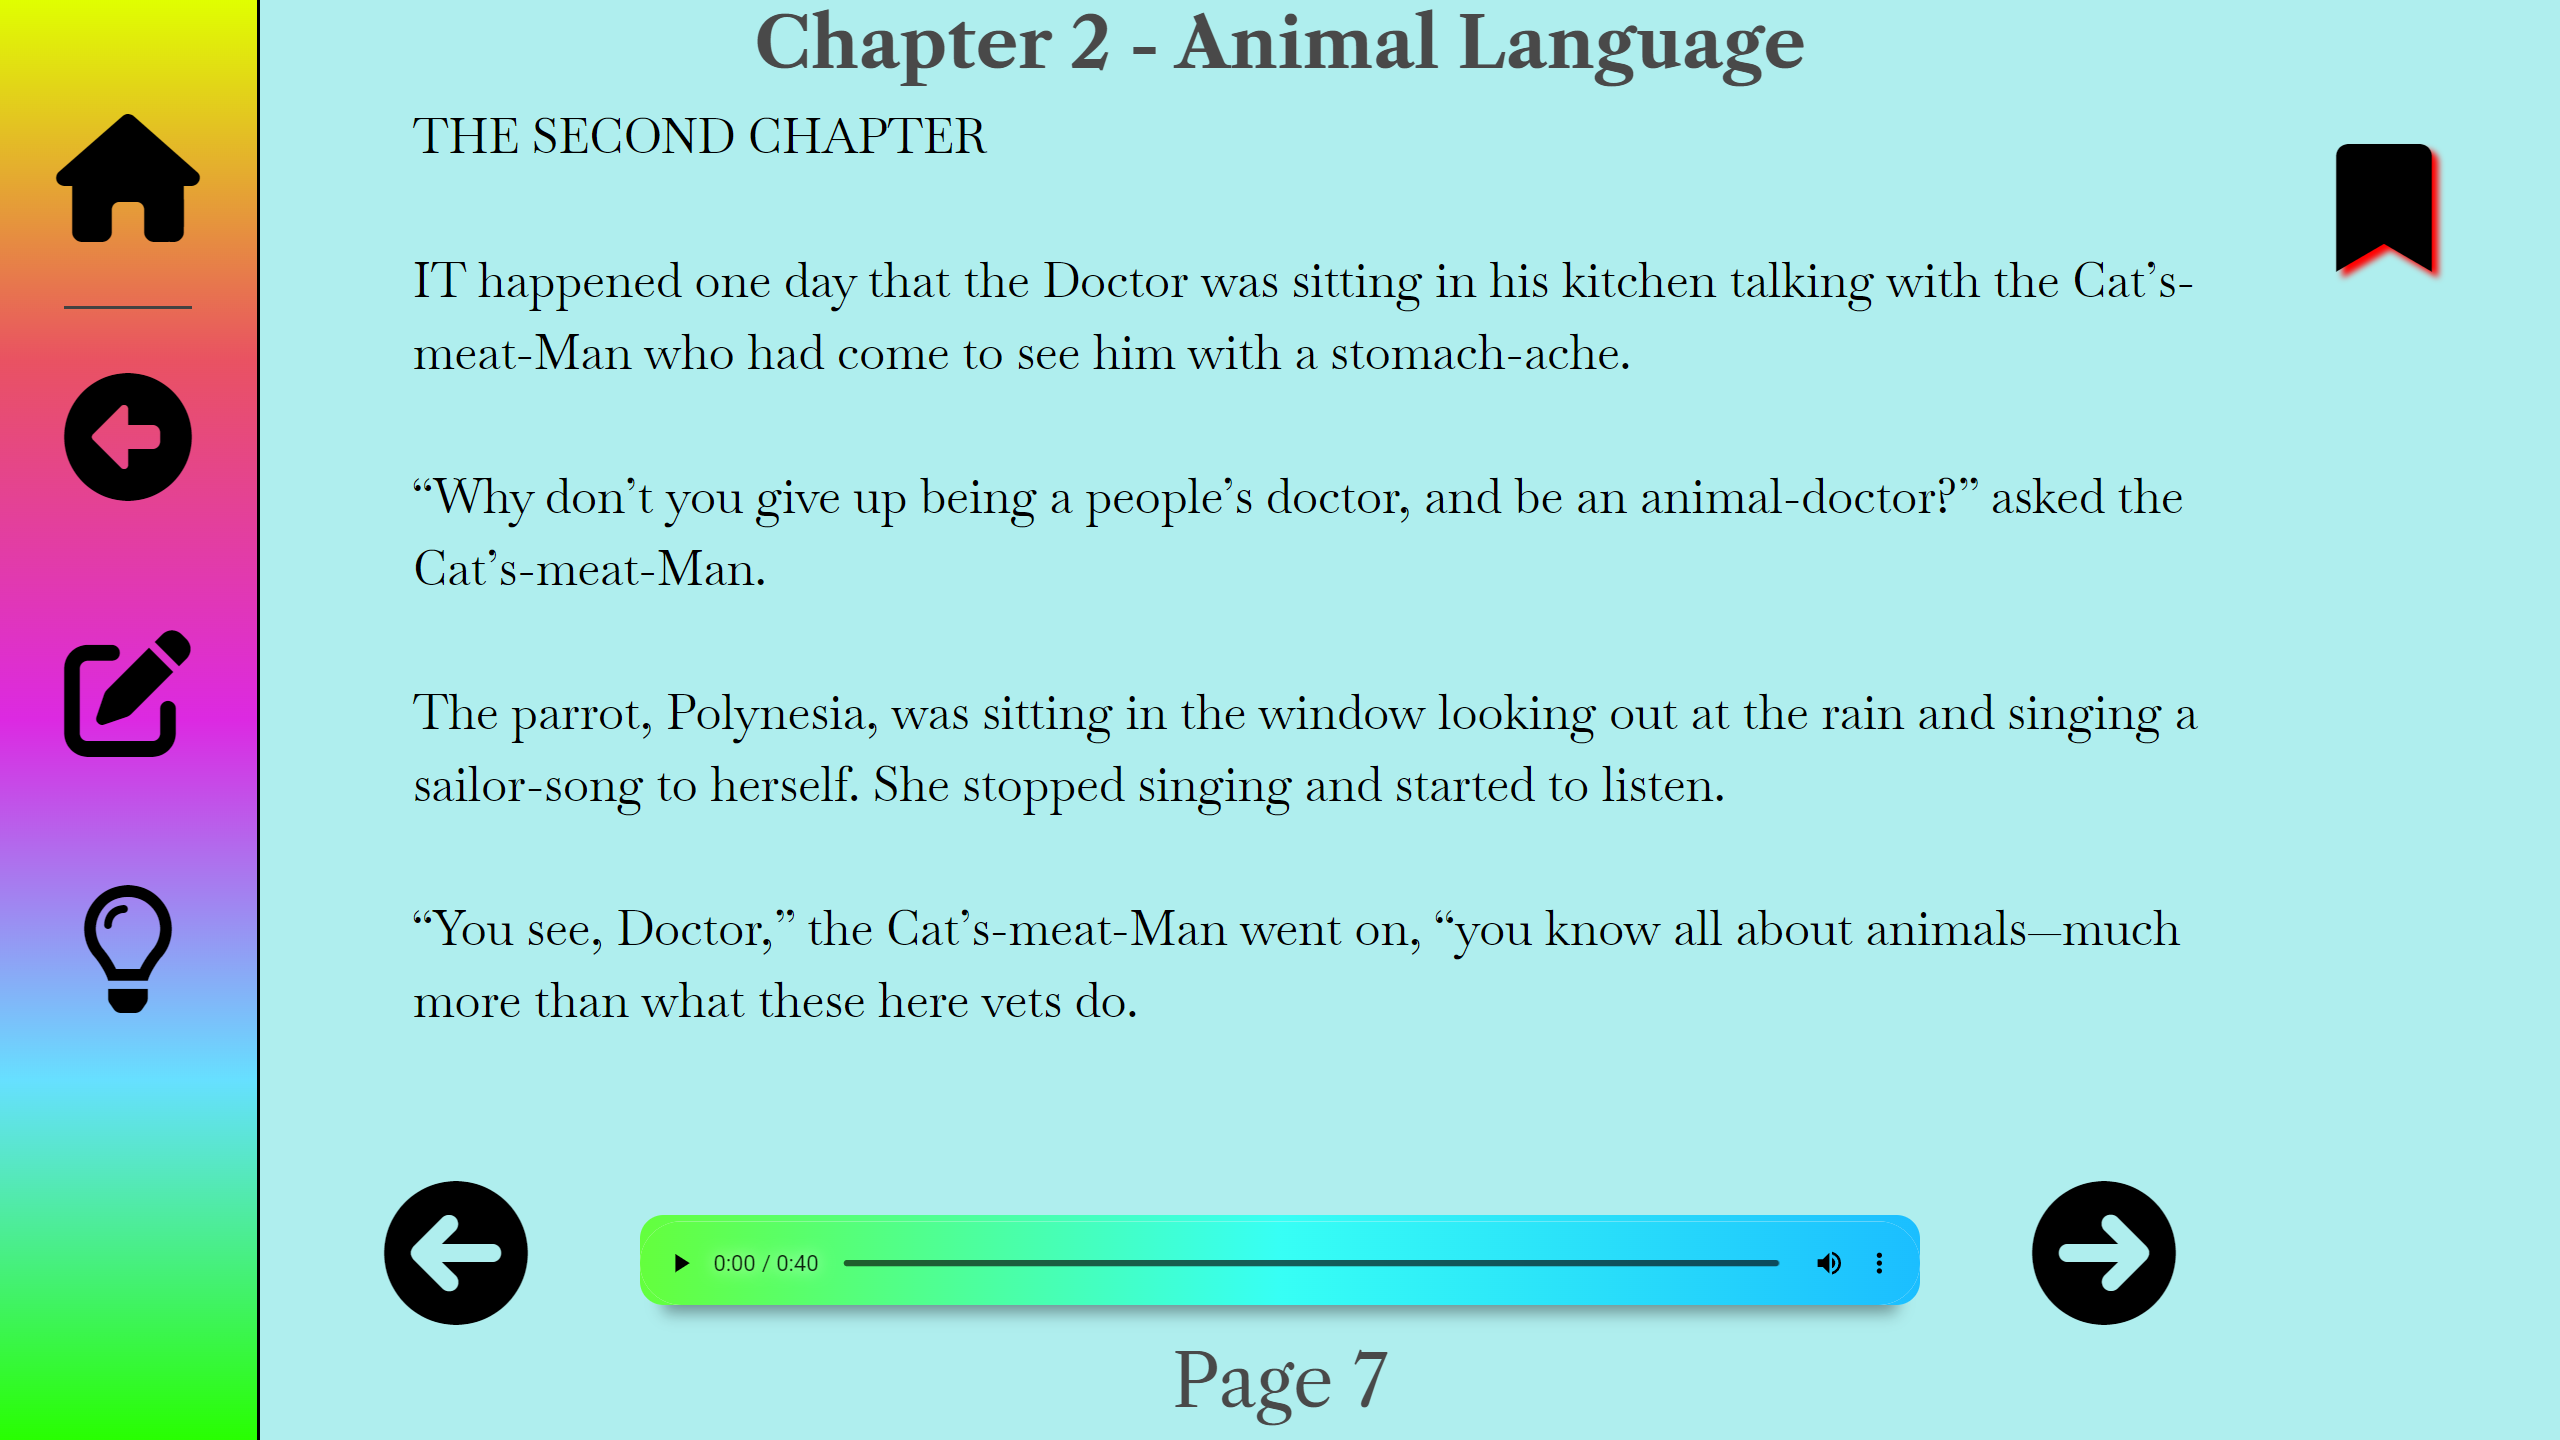 Chapter 2 - Animal Language
THE SECOND CHAPTER
IT happened one day that the Doctor was sitting in his kitchen talking with the Cat’s-
meat-Man who had come to see him with a stomach-ache.
“Why don’t you give up being a people’s doctor, and be an animal-doctor?” asked the
Cat’s-meat-Man.
The parrot, Polynesia, was sitting in the window looking out at the rain and singing a
sailor-song to herself. She stopped singing and started to listen.
“You see, Doctor,” the Cat’s-meat-Man went on, “you know all about animals—much
more than what these here vets do.
0:00 / 0:40
Page 7